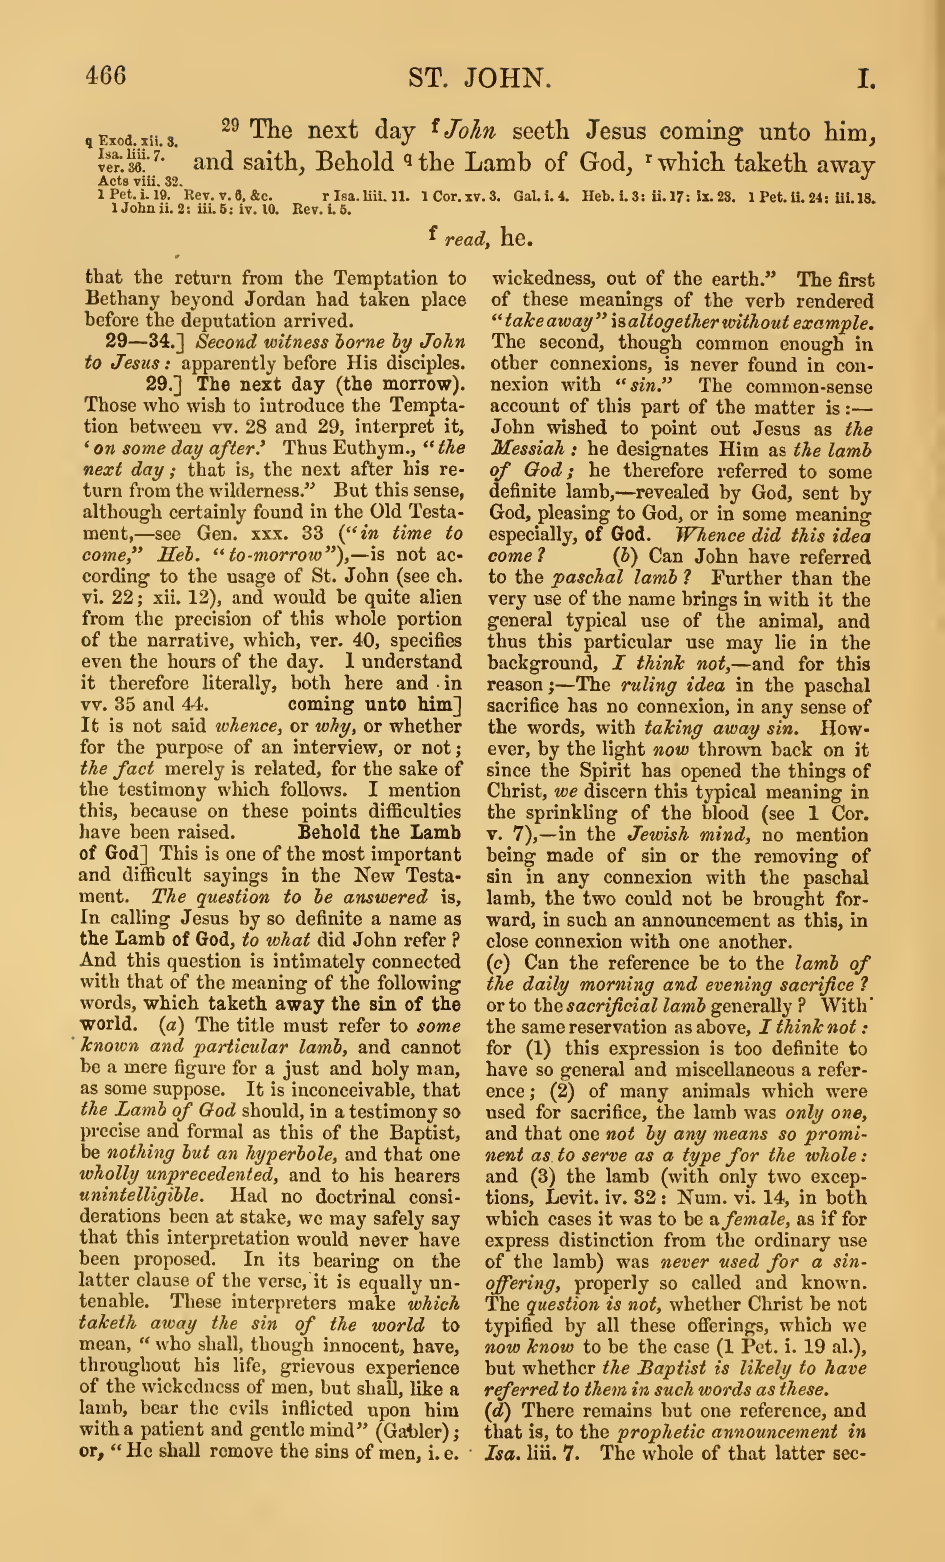 466
ST. JOHN.
I.
29 The next day f John seeth Jesus coming unto him,
q Exod. xii. 3.
Isa. liii. 7.
ver. 36.
Acts viii. 32.
and saith, Behold q the Lamb of God, r which taketh away
1 Pet. i. 19. Rev. v. 6, &c. r Isa. liii. 11. 1 Cor. xv. 3. Gal. i. 4. Heb. i. 3: ii. 17: ix. 28. 1 Pet. ii. 24: iii. 18.
1 John ii. 2: iii. 5: iv. 10. Rev. i. 5.
f read, he.
that the return from the Temptation to
Bethany beyond Jordan had taken place
before the deputation arrived.
29—34.] Second witness borne by John
to Jesus: apparently before His disciples.
29.] The next day (the morrow).
Those who wish to introduce the Tempta-
tion between vv. 28 and 29, interpret it,
‘on some day after.’ Thus Euthym., “the
next day; that is, the next after his re-
turn from the wilderness.” But this sense,
although certainly found in the Old Testa-
ment,—see Gen. xxx. 33 (“in time to
come,” Heb. “to-morrow”),—is not ac-
cording to the usage of St. John (see ch.
vi. 22; xii. 12), and would be quite alien
from the precision of this whole portion
of the narrative, which, ver. 40, specifies
even the hours of the day. I understand
it therefore literally, both here and in
vv. 35 and 44. coming unto him]
It is not said whence, or why, or whether
for the purpose of an interview, or not;
the fact merely is related, for the sake of
the testimony which follows. I mention
this, because on these points difficulties
have been raised. Behold the Lamb
of God] This is one of the most important
and difficult sayings in the New Testa-
ment. The question to be answered is,
In calling Jesus by so definite a name as
the Lamb of God, to what did John refer?
And this question is intimately connected
with that of the meaning of the following
words, which taketh away the sin of the
world. (a) The title must refer to some
known and particular lamb, and cannot
be a mere figure for a just and holy man,
as some suppose. It is inconceivable, that
the Lamb of God should, in a testimony so
precise and formal as this of the Baptist,
be nothing but an hyperbole, and that one
wholly unprecedented, and to his hearers
unintelligible. Had no doctrinal consi-
derations been at stake, we may safely say
that this interpretation would never have
been proposed. In its bearing on the
latter clause of the verse, it is equally un-
tenable. These interpreters make which
taketh away the sin of the world to
mean, “who shall, though innocent, have,
throughout his life, grievous experience
of the wickedness of men, but shall, like a
lamb, bear the evils inflicted upon him
with a patient and gentle mind” (Gabler);
or, “He shall remove the sins of men, i. e.
wickedness, out of the earth.” The first
of these meanings of the verb rendered
“take away” is altogether without example.
The second, though common enough in
other connexions, is never found in con-
nexion with “sin.” The common-sense
account of this part of the matter is:—
John wished to point out Jesus as the
Messiah: he designates Him as the lamb
of God; he therefore referred to some
definite lamb,—revealed by God, sent by
God, pleasing to God, or in some meaning
especially, of God. Whence did this idea
come? (b) Can John have referred
to the paschal lamb? Further than the
very use of the name brings in with it the
general typical use of the animal, and
thus this particular use may lie in the
background, I think not,—and for this
reason;—The ruling idea in the paschal
sacrifice has no connexion, in any sense of
the words, with taking away sin. How-
ever, by the light now thrown back on it
since the Spirit has opened the things of
Christ, we discern this typical meaning in
the sprinkling of the blood (see 1 Cor.
v. 7),—in the Jewish mind, no mention
being made of sin or the removing of
sin in any connexion with the paschal
lamb, the two could not be brought for-
ward, in such an announcement as this, in
close connexion with one another.
(c) Can the reference be to the lamb of
the daily morning and evening sacrifice?
or to the sacrificial lamb generally? With
the same reservation as above, I think not:
for (1) this expression is too definite to
have so general and miscellaneous a refer-
ence; (2) of many animals which were
used for sacrifice, the lamb was only one,
and that one not by any means so promi-
nent as to serve as a type for the whole:
and (3) the lamb (with only two excep-
tions, Levit. iv. 32: Num. vi. 14, in both
which cases it was to be a female, as if for
express distinction from the ordinary use
of the lamb) was never used for a sin-
offering, properly so called and known.
The question is not, whether Christ be not
typified by all these offerings, which we
now know to be the case (1 Pet. i. 19 al.),
but whether the Baptist is likely to have
referred to them in such words as these.
(d) There remains but one reference, and
that is, to the prophetic announcement in
Isa. liii. 7. The whole of that latter sec-